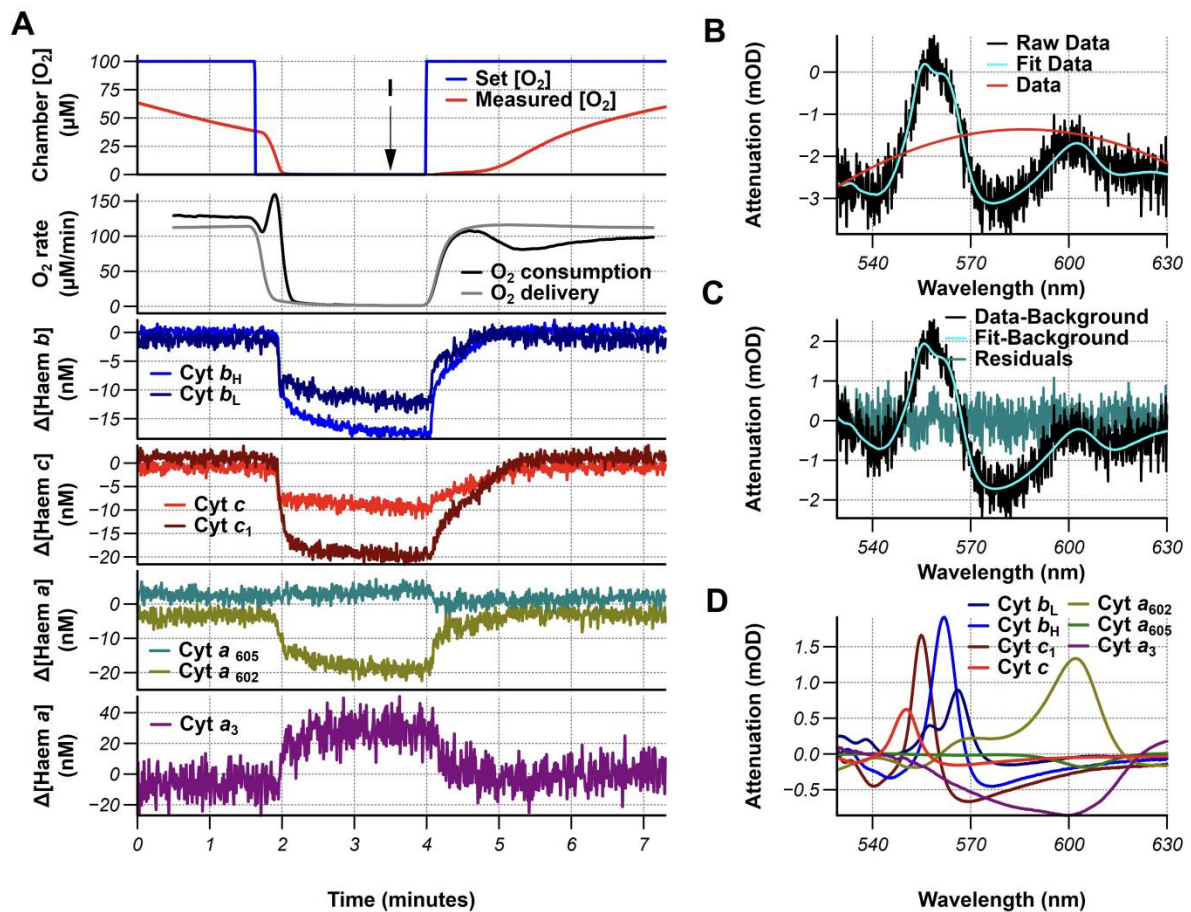 A
Chamber [O₂]
(µM)
100
75
50
25
0
Set [O₂]
Measured [O₂]
I
O₂ rate
(µM/min)
150
100
50
0
O₂ consumption
O₂ delivery
Δ[Haem b]
(nM)
0
−5
−10
−15
Cyt b_H
Cyt b_L
Δ[Haem c]
(nM)
0
−5
−10
−15
−20
Cyt c
Cyt c₁
Δ[Haem a]
(nM)
0
−10
−20
Cyt a ₆₀₅
Cyt a ₆₀₂
Δ[Haem a]
(nM)
40
20
0
−20
Cyt a₃
0 1 2 3 4 5 6 7
Time (minutes)
B
Attenuation (mOD)
0
−1
−2
−3
Raw Data
Fit Data
Data
540 570 600 630
Wavelength (nm)
C
Attenuation (mOD)
2
1
0
−1
−2
Data-Background
Fit-Background
Residuals
540 570 600 630
Wavelength (nm)
D
Attenuation (mOD)
1.5
1.0
0.5
0.0
−0.5
Cyt b_L
Cyt b_H
Cyt c₁
Cyt c
Cyt a₆₀₂
Cyt a₆₀₅
Cyt a₃
540 570 600 630
Wavelength (nm)